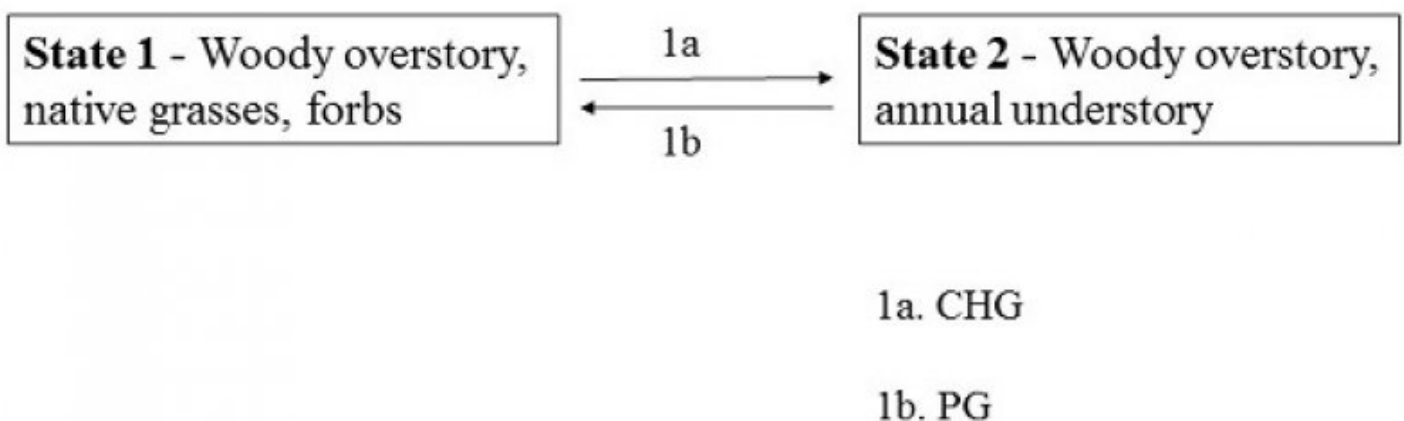 State 1 - Woody overstory,
native grasses, forbs
1a
1b
State 2 - Woody overstory,
annual understory
1a. CHG
1b. PG